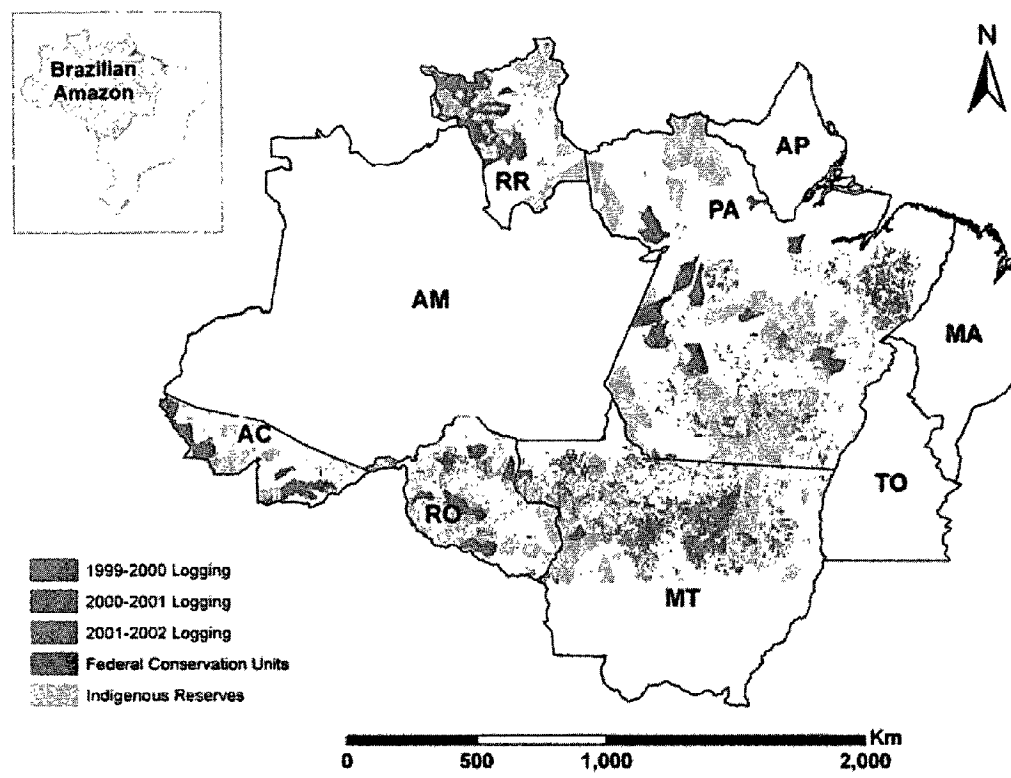 Brazilian
Amazon
N
RR
AP
PA
AM
MA
AC
RO
TO
MT
1999-2000 Logging
2000-2001 Logging
2001-2002 Logging
Federal Conservation Units
Indigenous Reserves
Km
0 500 1,000 2,000